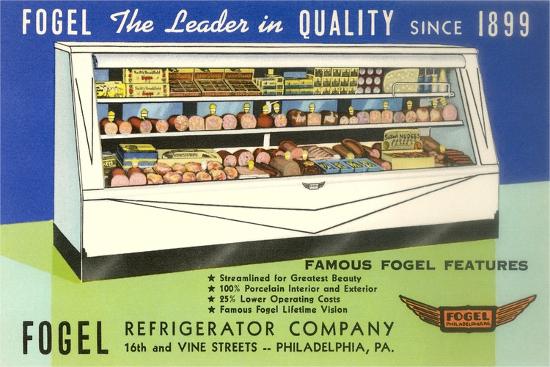 FOGEL The Leader in QUALITY SINCE 1899
FAMOUS FOGEL FEATURES
★ Streamlined for Greatest Beauty
★ 100% Porcelain Interior and Exterior
★ 25% Lower Operating Costs
★ Famous Fogel Lifetime Vision
FOGEL
PHILADELPHIA, PA.
FOGEL REFRIGERATOR COMPANY
16th and VINE STREETS -- PHILADELPHIA, PA.